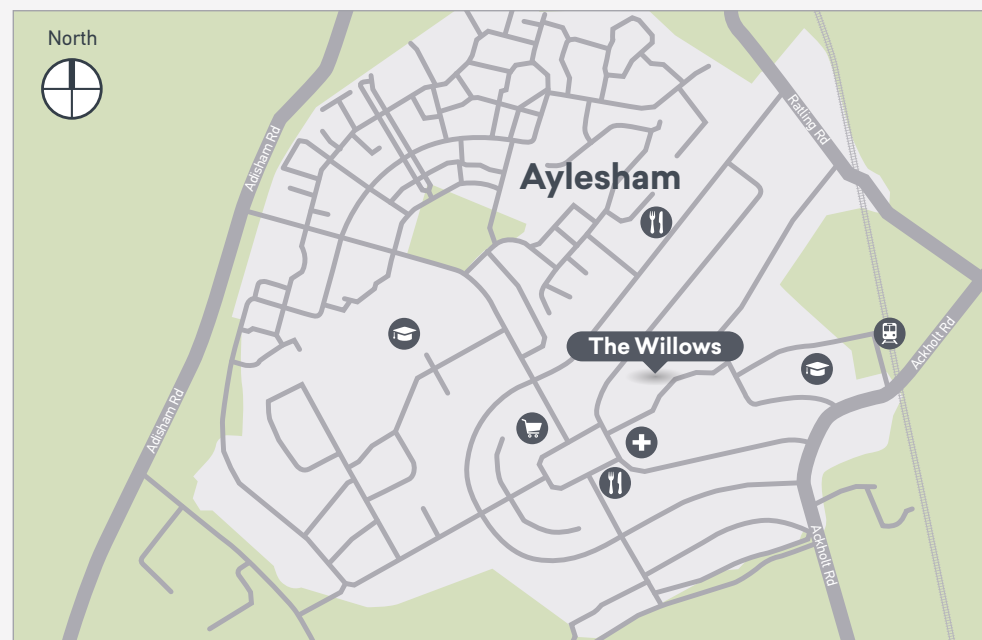 North
Adisham Rd
Ratling Rd
Aylesham
The Willows
Ackholt Rd
Adisham Rd
Ackholt Rd